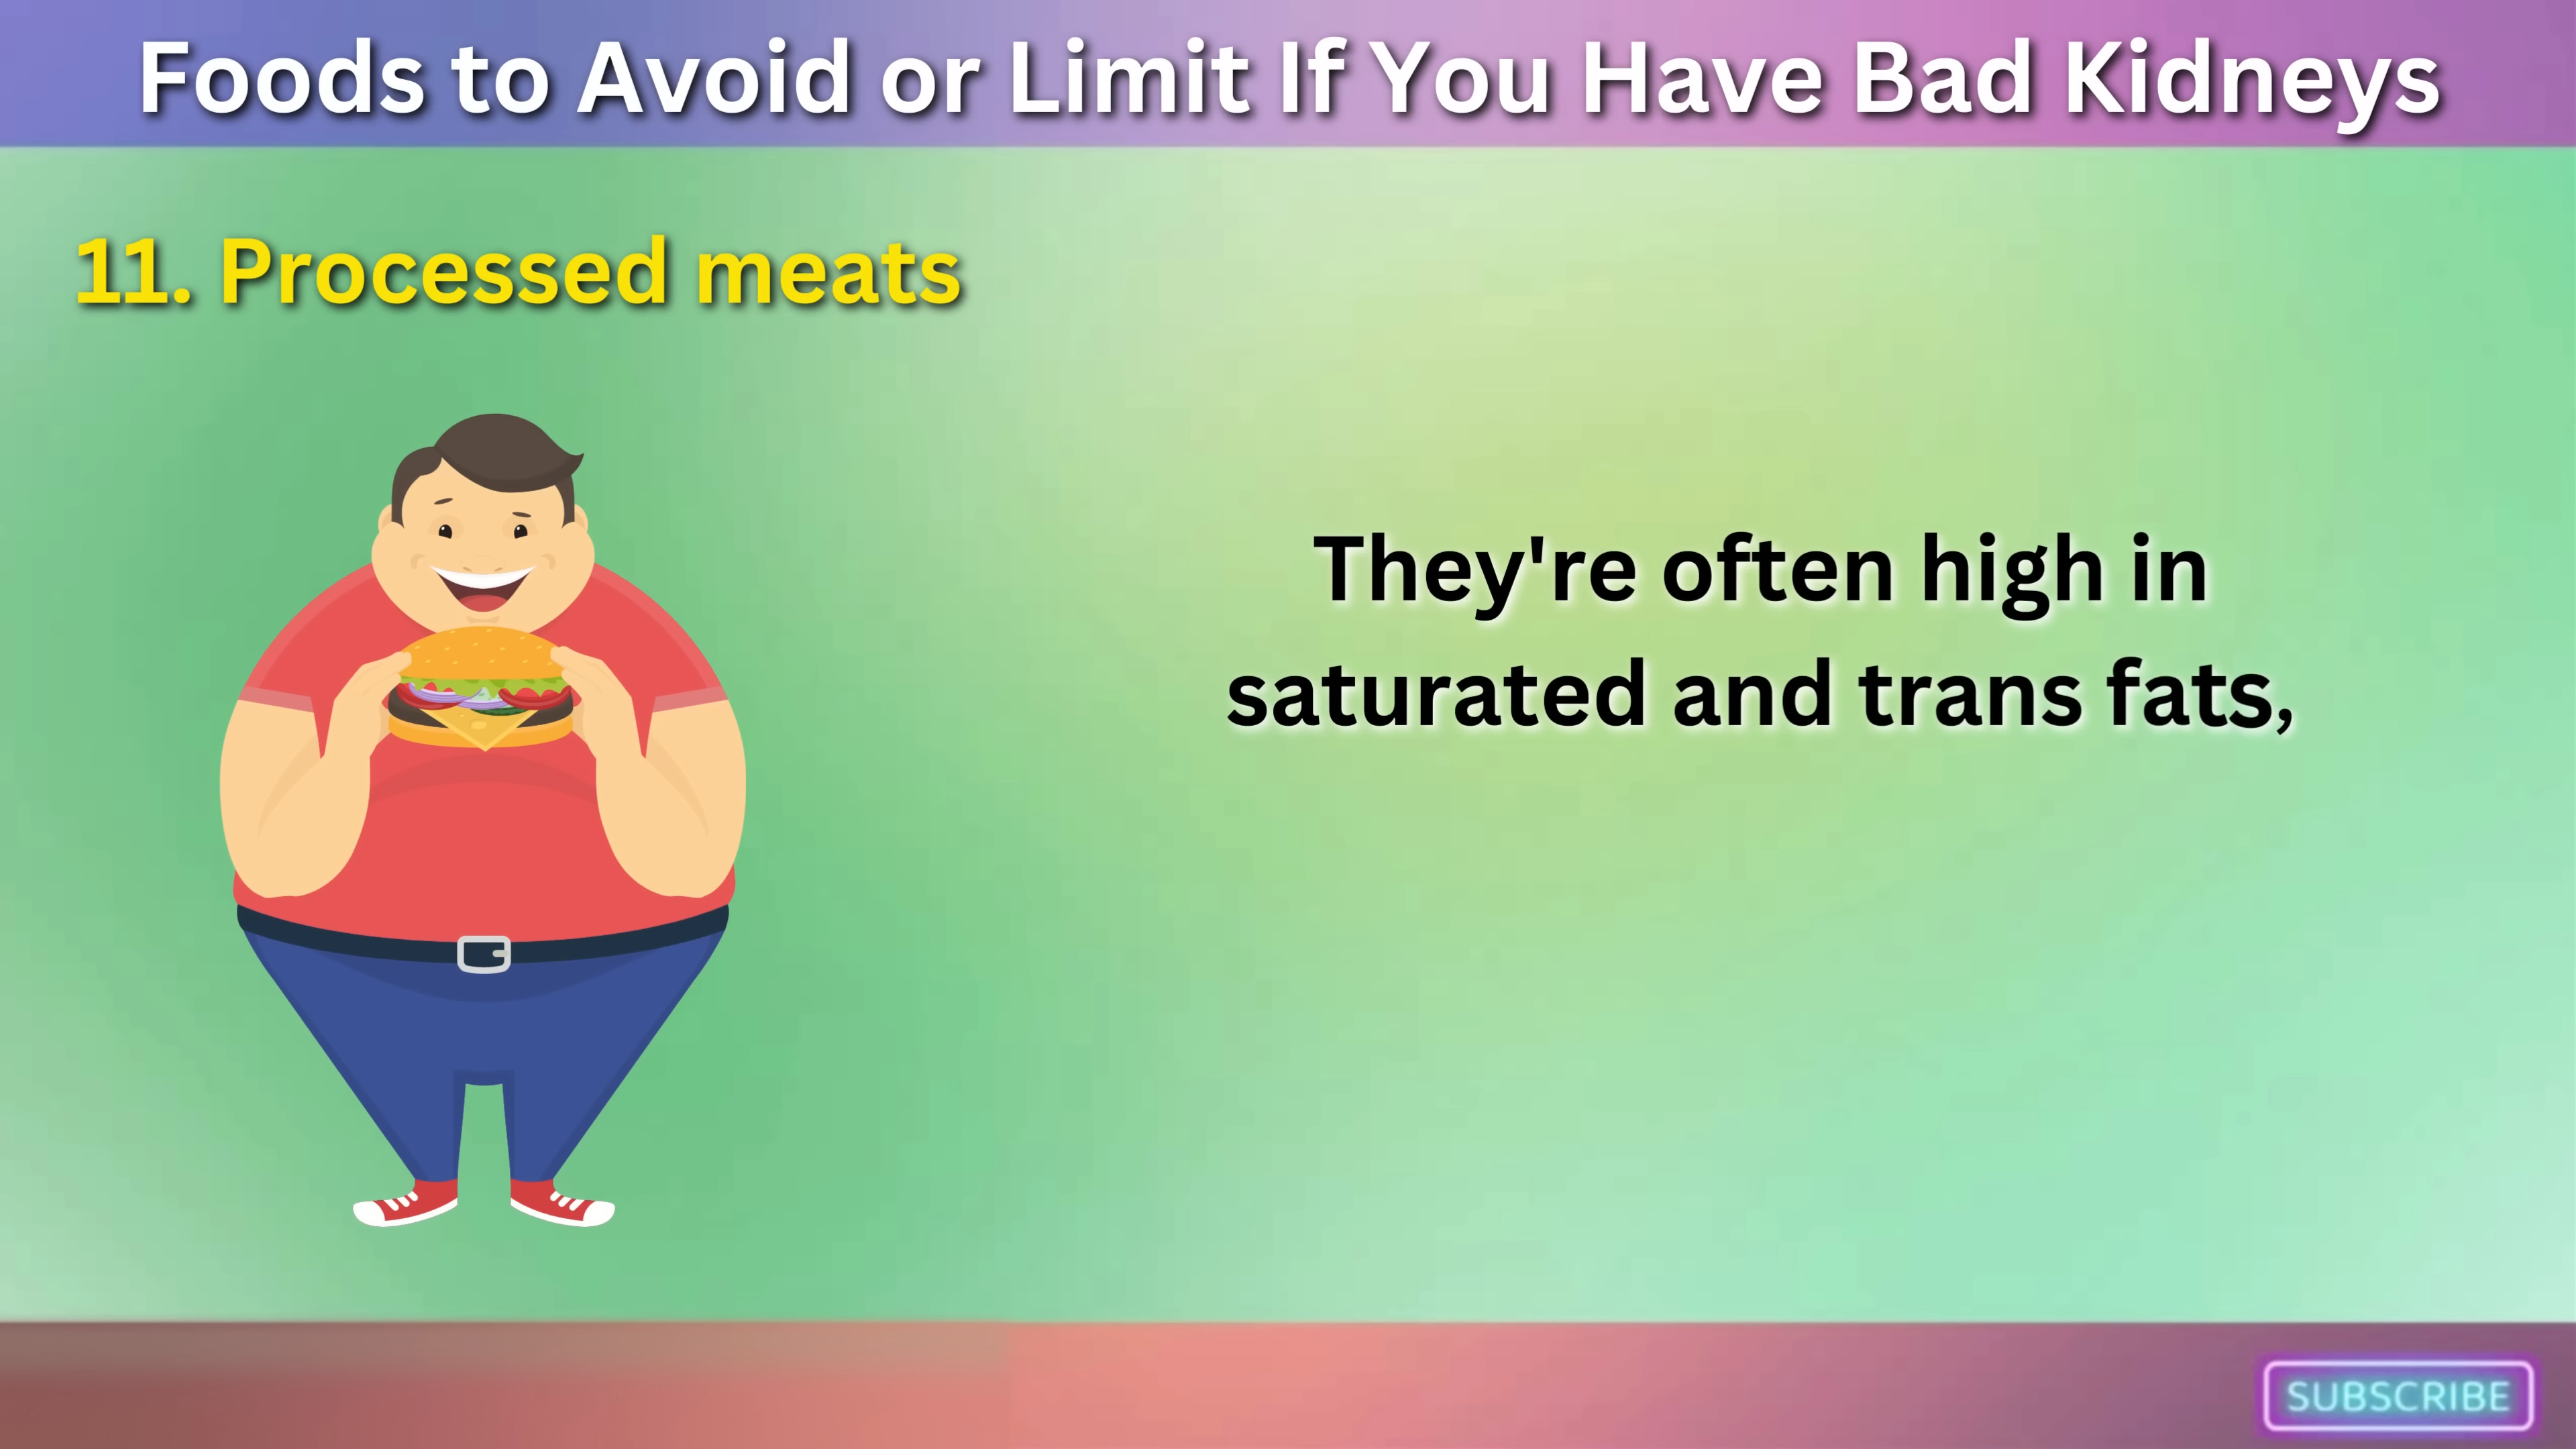 Foods to Avoid or Limit If You Have Bad Kidneys
11. Processed meats
They're often high in
saturated and trans fats,
SUBSCRIBE